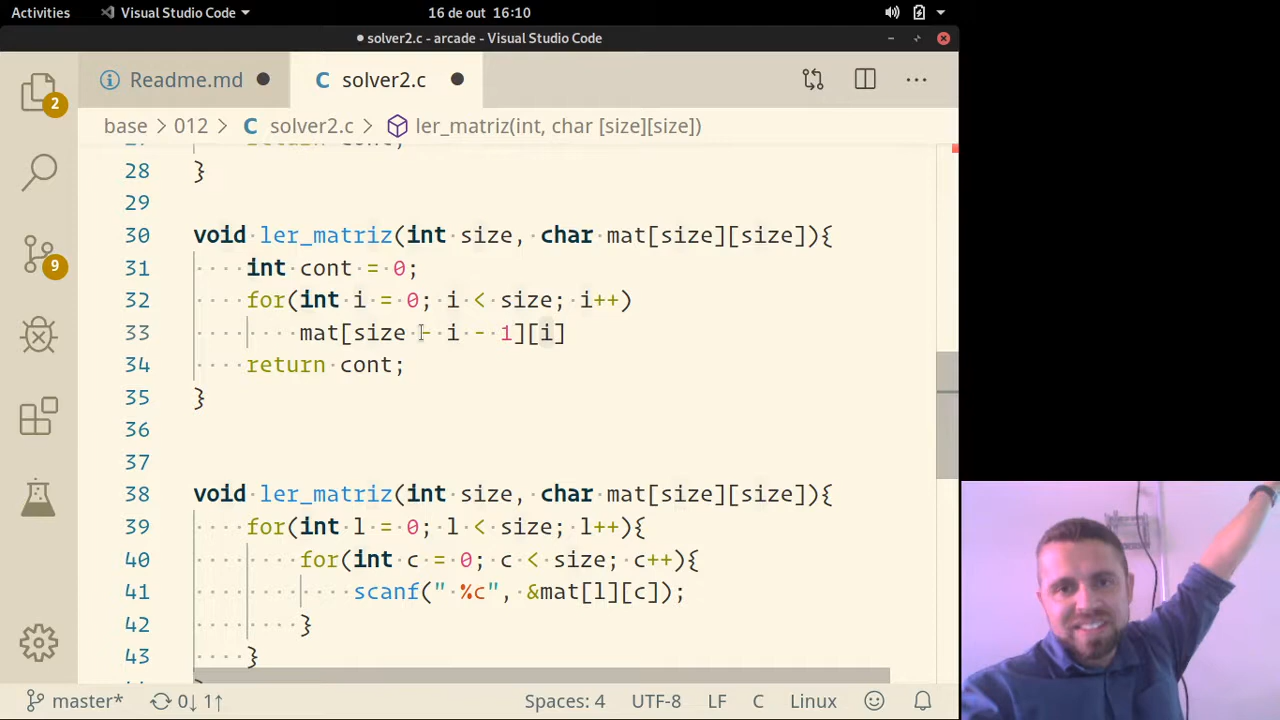 Activities Visual Studio Code 16 de out 16:10
solver2.c - arcade - Visual Studio Code
Readme.md solver2.c
base > 012 > C solver2.c > ler_matriz(int, char [size][size])
28 }
29
30 void ler_matriz(int size, char mat[size][size]){
31 int cont = 0;
32 for(int i = 0; i < size; i++)
33 mat[size - i - 1][i]
34 return cont;
35 }
36
37
38 void ler_matriz(int size, char mat[size][size]){
39 for(int l = 0; l < size; l++){
40 for(int c = 0; c < size; c++){
41 scanf(" %c", &mat[l][c]);
42 }
43 }
2
9
master* 0↓ 1↑ Spaces: 4 UTF-8 LF C Linux